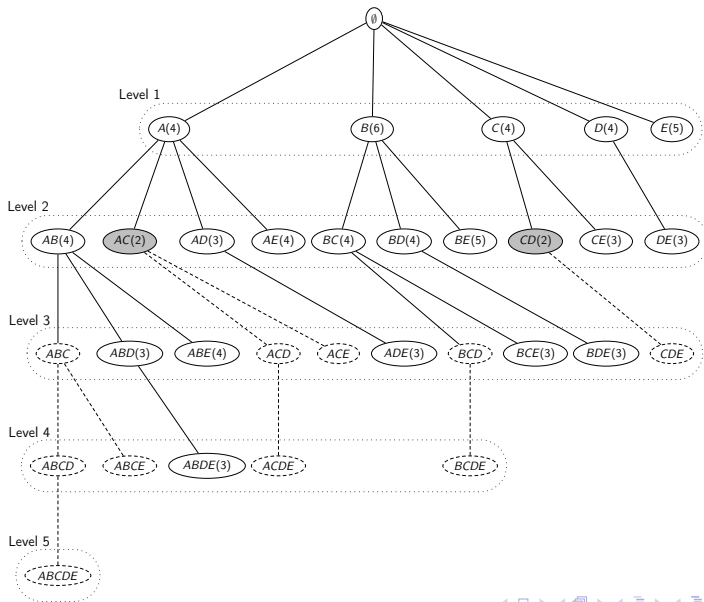 ∅
Level 1
A(4) B(6) C(4) D(4) E(5)
Level 2
AB(4) AC(2) AD(3) AE(4) BC(4) BD(4) BE(5) CD(2) CE(3) DE(3)
Level 3
ABC ABD(3) ABE(4) ACD ACE ADE(3) BCD BCE(3) BDE(3) CDE
Level 4
ABCD ABCE ABDE(3) ACDE BCDE
Level 5
ABCDE